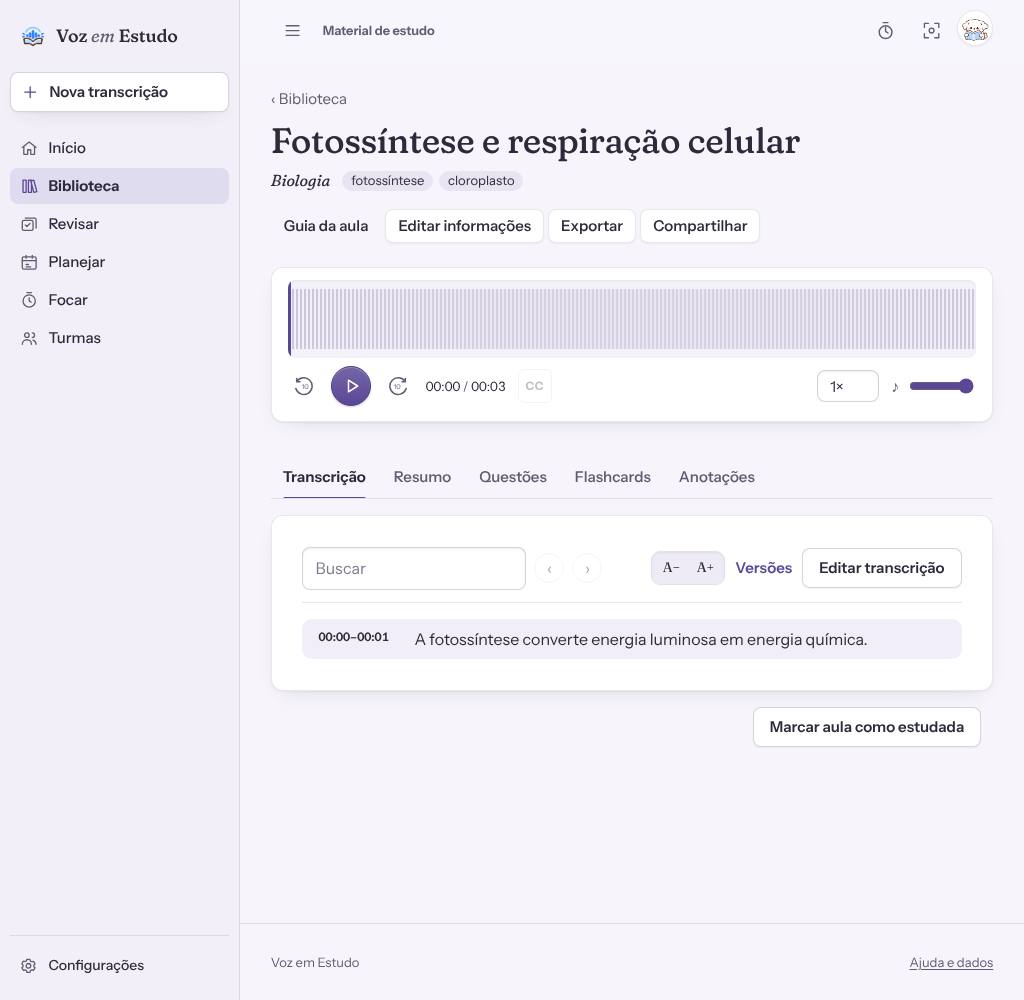 Voz em Estudo
Nova transcrição
Início
Biblioteca
Revisar
Planejar
Focar
Turmas
Configurações
Material de estudo
‹ Biblioteca
Fotossíntese e respiração celular
Biologia fotossíntese cloroplasto
Guia da aula Editar informações Exportar Compartilhar
10 10 00:00 / 00:03 CC 1× ♪
Transcrição Resumo Questões Flashcards Anotações
Buscar ‹ › A− A+ Versões Editar transcrição
00:00–00:01 A fotossíntese converte energia luminosa em energia química.
Marcar aula como estudada
Voz em Estudo Ajuda e dados